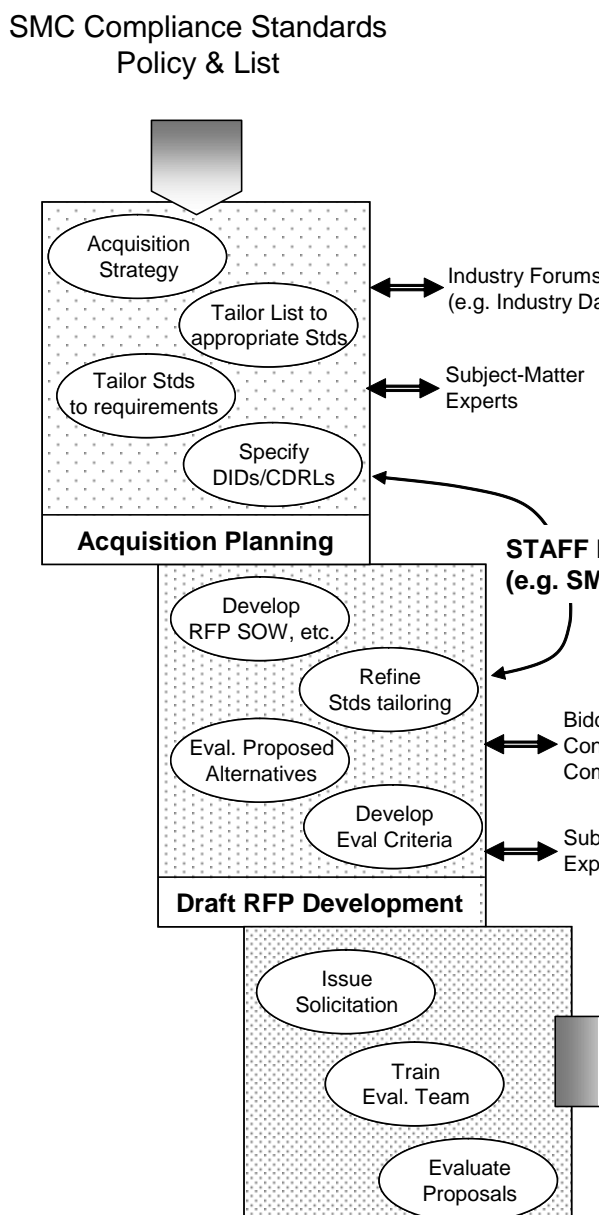 SMC Compliance Standards
Policy & List
Acquisition
Strategy
Tailor List to
appropriate Stds
Tailor Stds
to requirements
Specify
DIDs/CDRLs
Industry Forums
(e.g. Industry
Subject-Matter
Experts
Acquisition Planning
STAFF
(e.g.
Develop
RFP SOW, etc.
Refine
Stds tailoring
Eval. Proposed
Alternatives
Develop
Eval Criteria
Draft RFP Development
Issue
Solicitation
Train
Eval. Team
Evaluate
Proposals